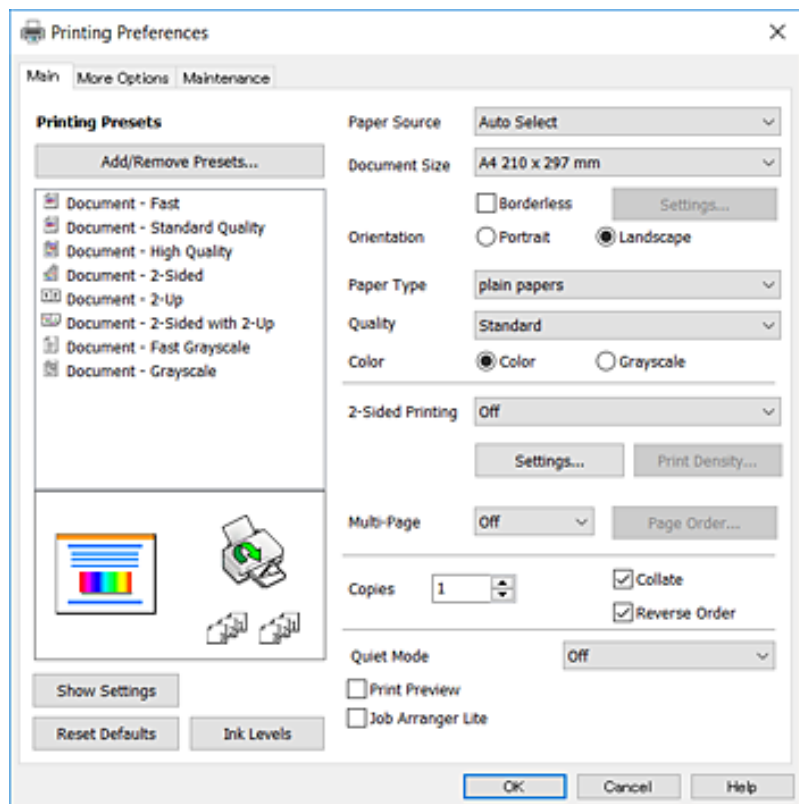 Printing Preferences
Main
More Options
Maintenance
Printing Presets
Add/Remove Presets...
Document - Fast
Document - Standard Quality
Document - High Quality
Document - 2-Sided
Document - 2-Up
Document - 2-Sided with 2-Up
Document - Fast Grayscale
Document - Grayscale
Show Settings
Reset Defaults
Ink Levels
Paper Source
Auto Select
Document Size
A4 210 x 297 mm
Borderless
Settings...
Orientation
Portrait
Landscape
Paper Type
plain papers
Quality
Standard
Color
Color
Grayscale
2-Sided Printing
Off
Settings...
Print Density...
Multi-Page
Off
Page Order...
Copies
1
Collate
Reverse Order
Quiet Mode
Off
Print Preview
Job Arranger Lite
OK
Cancel
Help